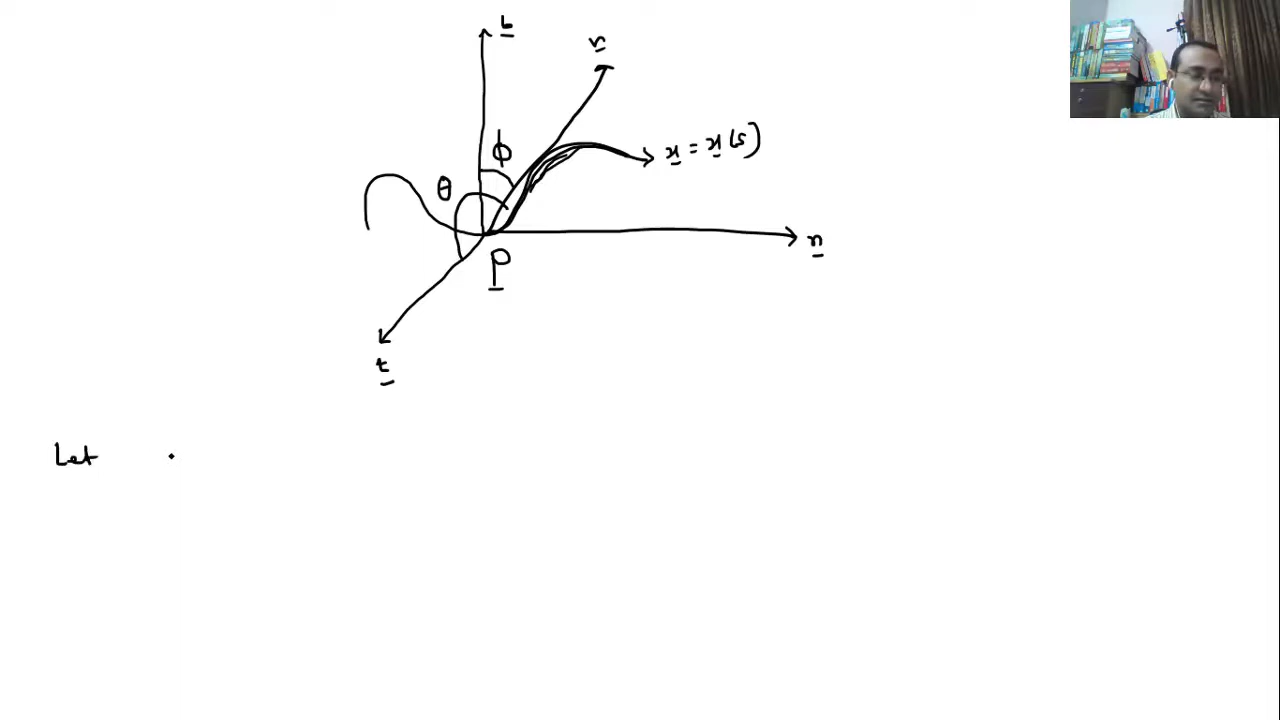 b
ϕ
x = x(s)
θ
n
P
t
Let